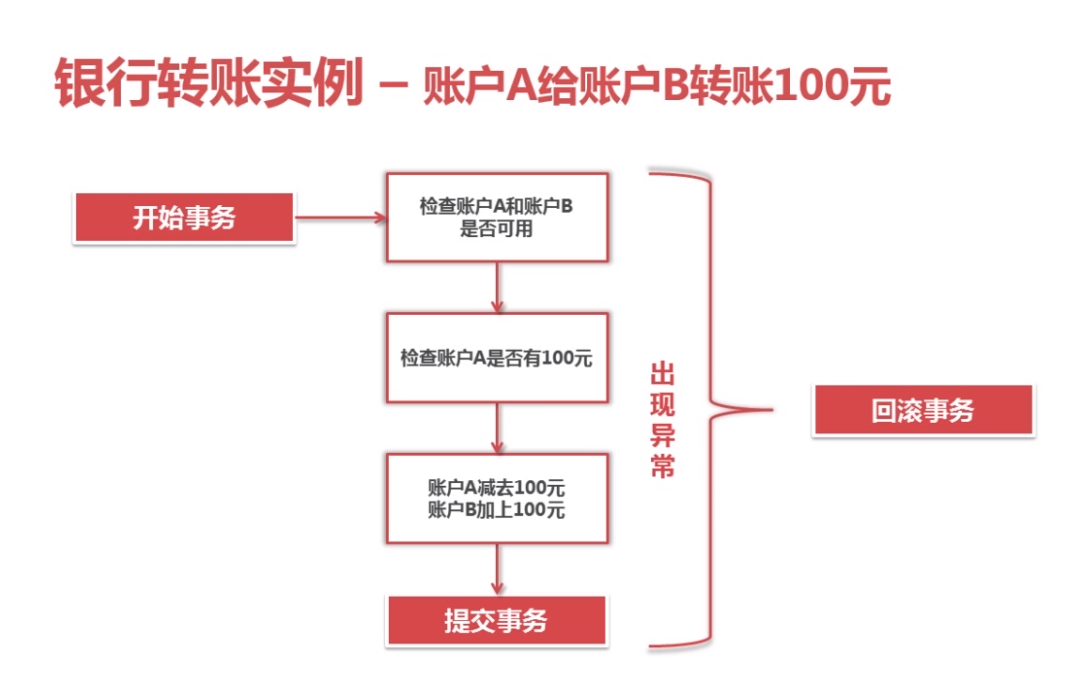 银行转账实例 – 账户A给账户B转账100元
开始事务
检查账户A和账户B
是否可用
检查账户A是否有100元
账户A减去100元
账户B加上100元
提交事务
出现异常
回滚事务